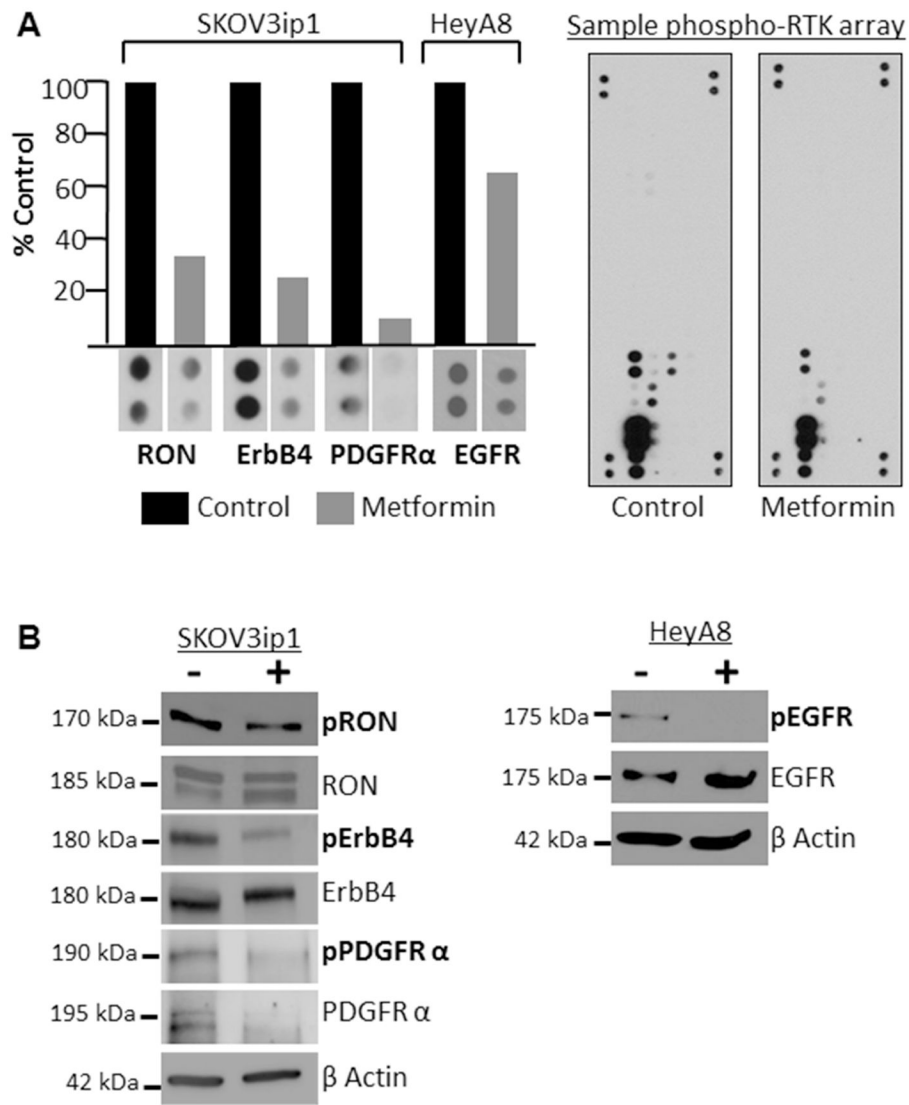 A
SKOV3ip1
HeyA8
Sample phospho-RTK array
% Control
100
80
60
40
20
RON ErbB4 PDGFRα EGFR
Control Metformin
Control Metformin
B
SKOV3ip1
- +
170 kDa pRON
185 kDa RON
180 kDa pErbB4
180 kDa ErbB4
190 kDa pPDGFR α
195 kDa PDGFR α
42 kDa β Actin
HeyA8
- +
175 kDa pEGFR
175 kDa EGFR
42 kDa β Actin